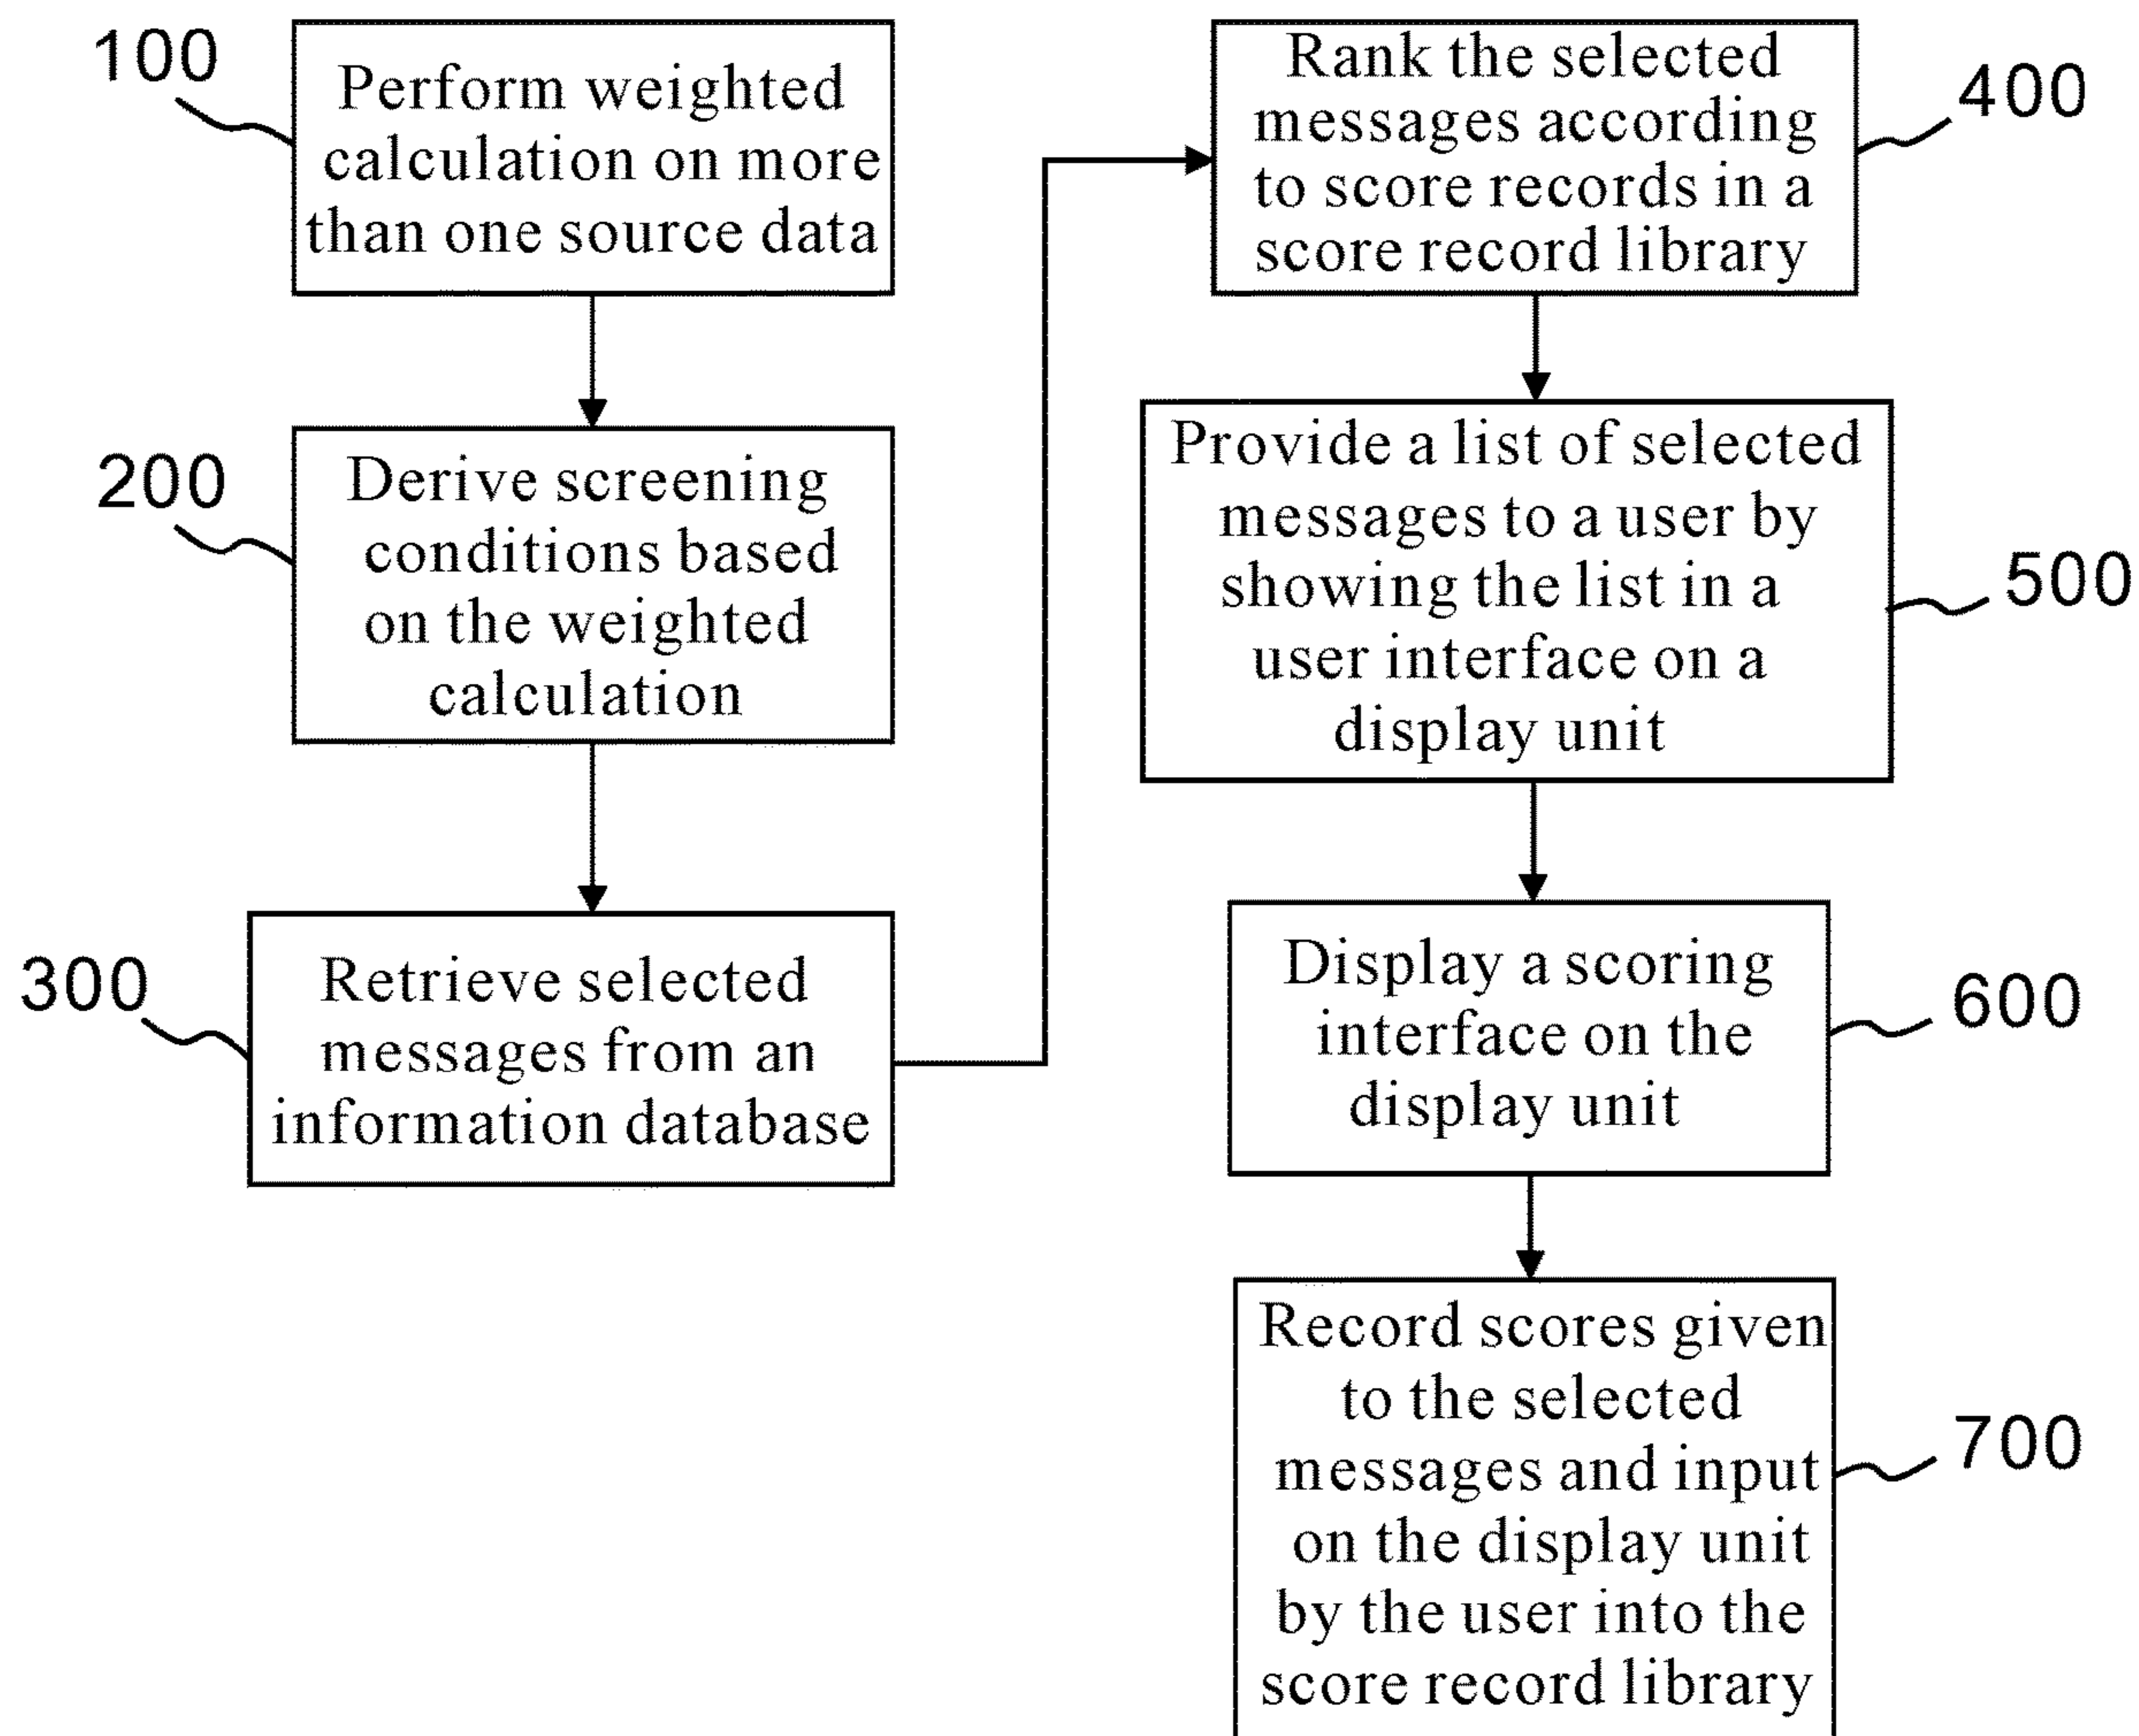 100
Perform weighted
calculation on more
than one source data
200
Derive screening
conditions based
on the weighted
calculation
300
Retrieve selected
messages from an
information database
Rank the selected
messages according
to score records in a
score record library
400
Provide a list of selected
messages to a user by
showing the list in a
user interface on a
display unit
500
Display a scoring
interface on the
display unit
600
Record scores given
to the selected
messages and input
on the display unit
by the user into the
score record library
700